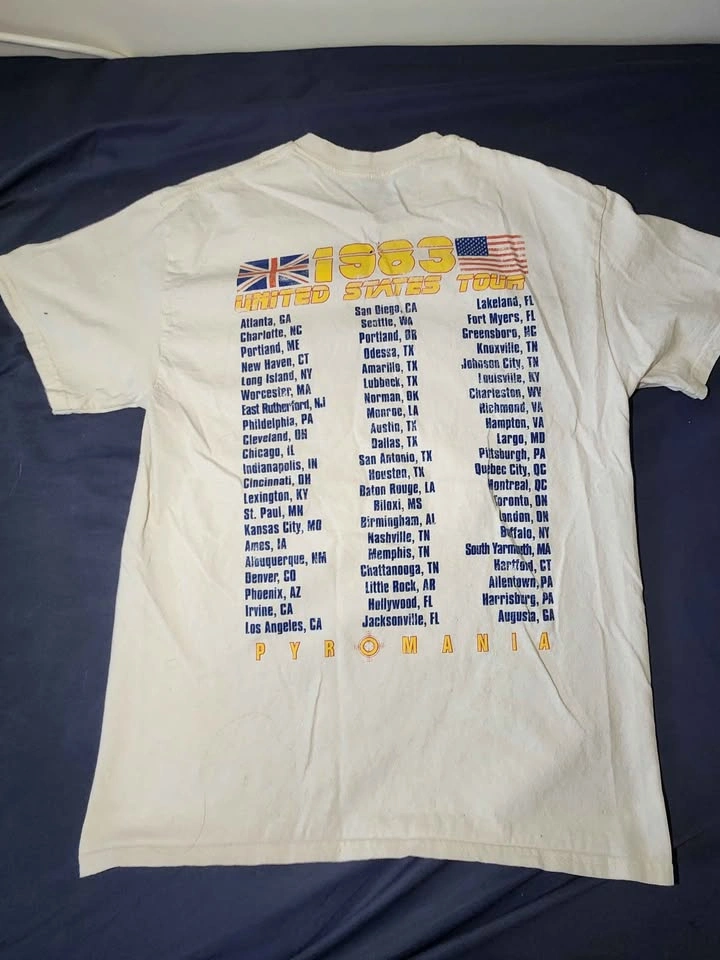 1983
UNITED STATES TOUR
Atlanta, GA
Charlotte, NC
Portland, ME
New Haven, CT
Long Island, NY
Worcester, MA
East Rutherford, NJ
Philadelphia, PA
Cleveland, OH
Chicago, IL
Indianapolis, IN
Cincinnati, OH
Lexington, KY
St. Paul, MN
Kansas City, MO
Ames, IA
Albuquerque, NM
Denver, CO
Phoenix, AZ
Irvine, CA
Los Angeles, CA
San Diego, CA
Seattle, WA
Portland, OR
Odessa, TX
Amarillo, TX
Lubbock, TX
Norman, OK
Monroe, LA
Austin, TX
Dallas, TX
San Antonio, TX
Houston, TX
Baton Rouge, LA
Biloxi, MS
Birmingham, AL
Nashville, TN
Memphis, TN
Chattanooga, TN
Little Rock, AR
Hollywood, FL
Jacksonville, FL
Lakeland, FL
Fort Myers, FL
Greensboro, NC
Knoxville, TN
Johnson City, TN
Louisville, KY
Charleston, WV
Richmond, VA
Hampton, VA
Largo, MD
Pittsburgh, PA
Quebec City, QC
Montreal, QC
Toronto, ON
London, ON
Buffalo, NY
South Yarmouth, MA
Hartford, CT
Allentown, PA
Harrisburg, PA
Augusta, GA
PYROMANIA